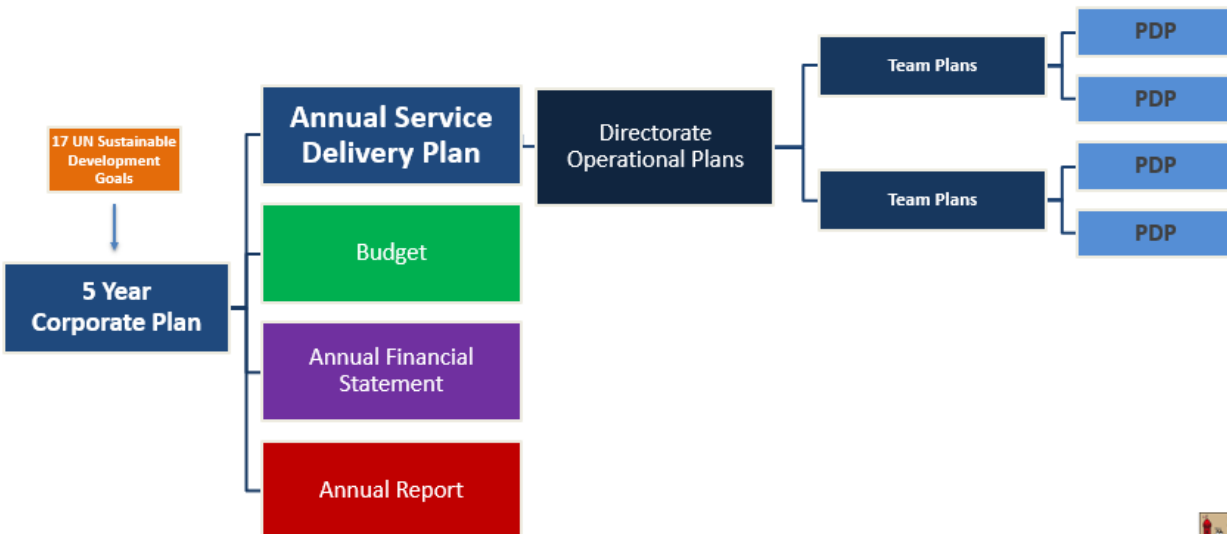 17 UN Sustainable
Development
Goals
5 Year
Corporate Plan
Annual Service
Delivery Plan
Budget
Annual Financial
Statement
Annual Report
Directorate
Operational Plans
Team Plans
Team Plans
PDP
PDP
PDP
PDP